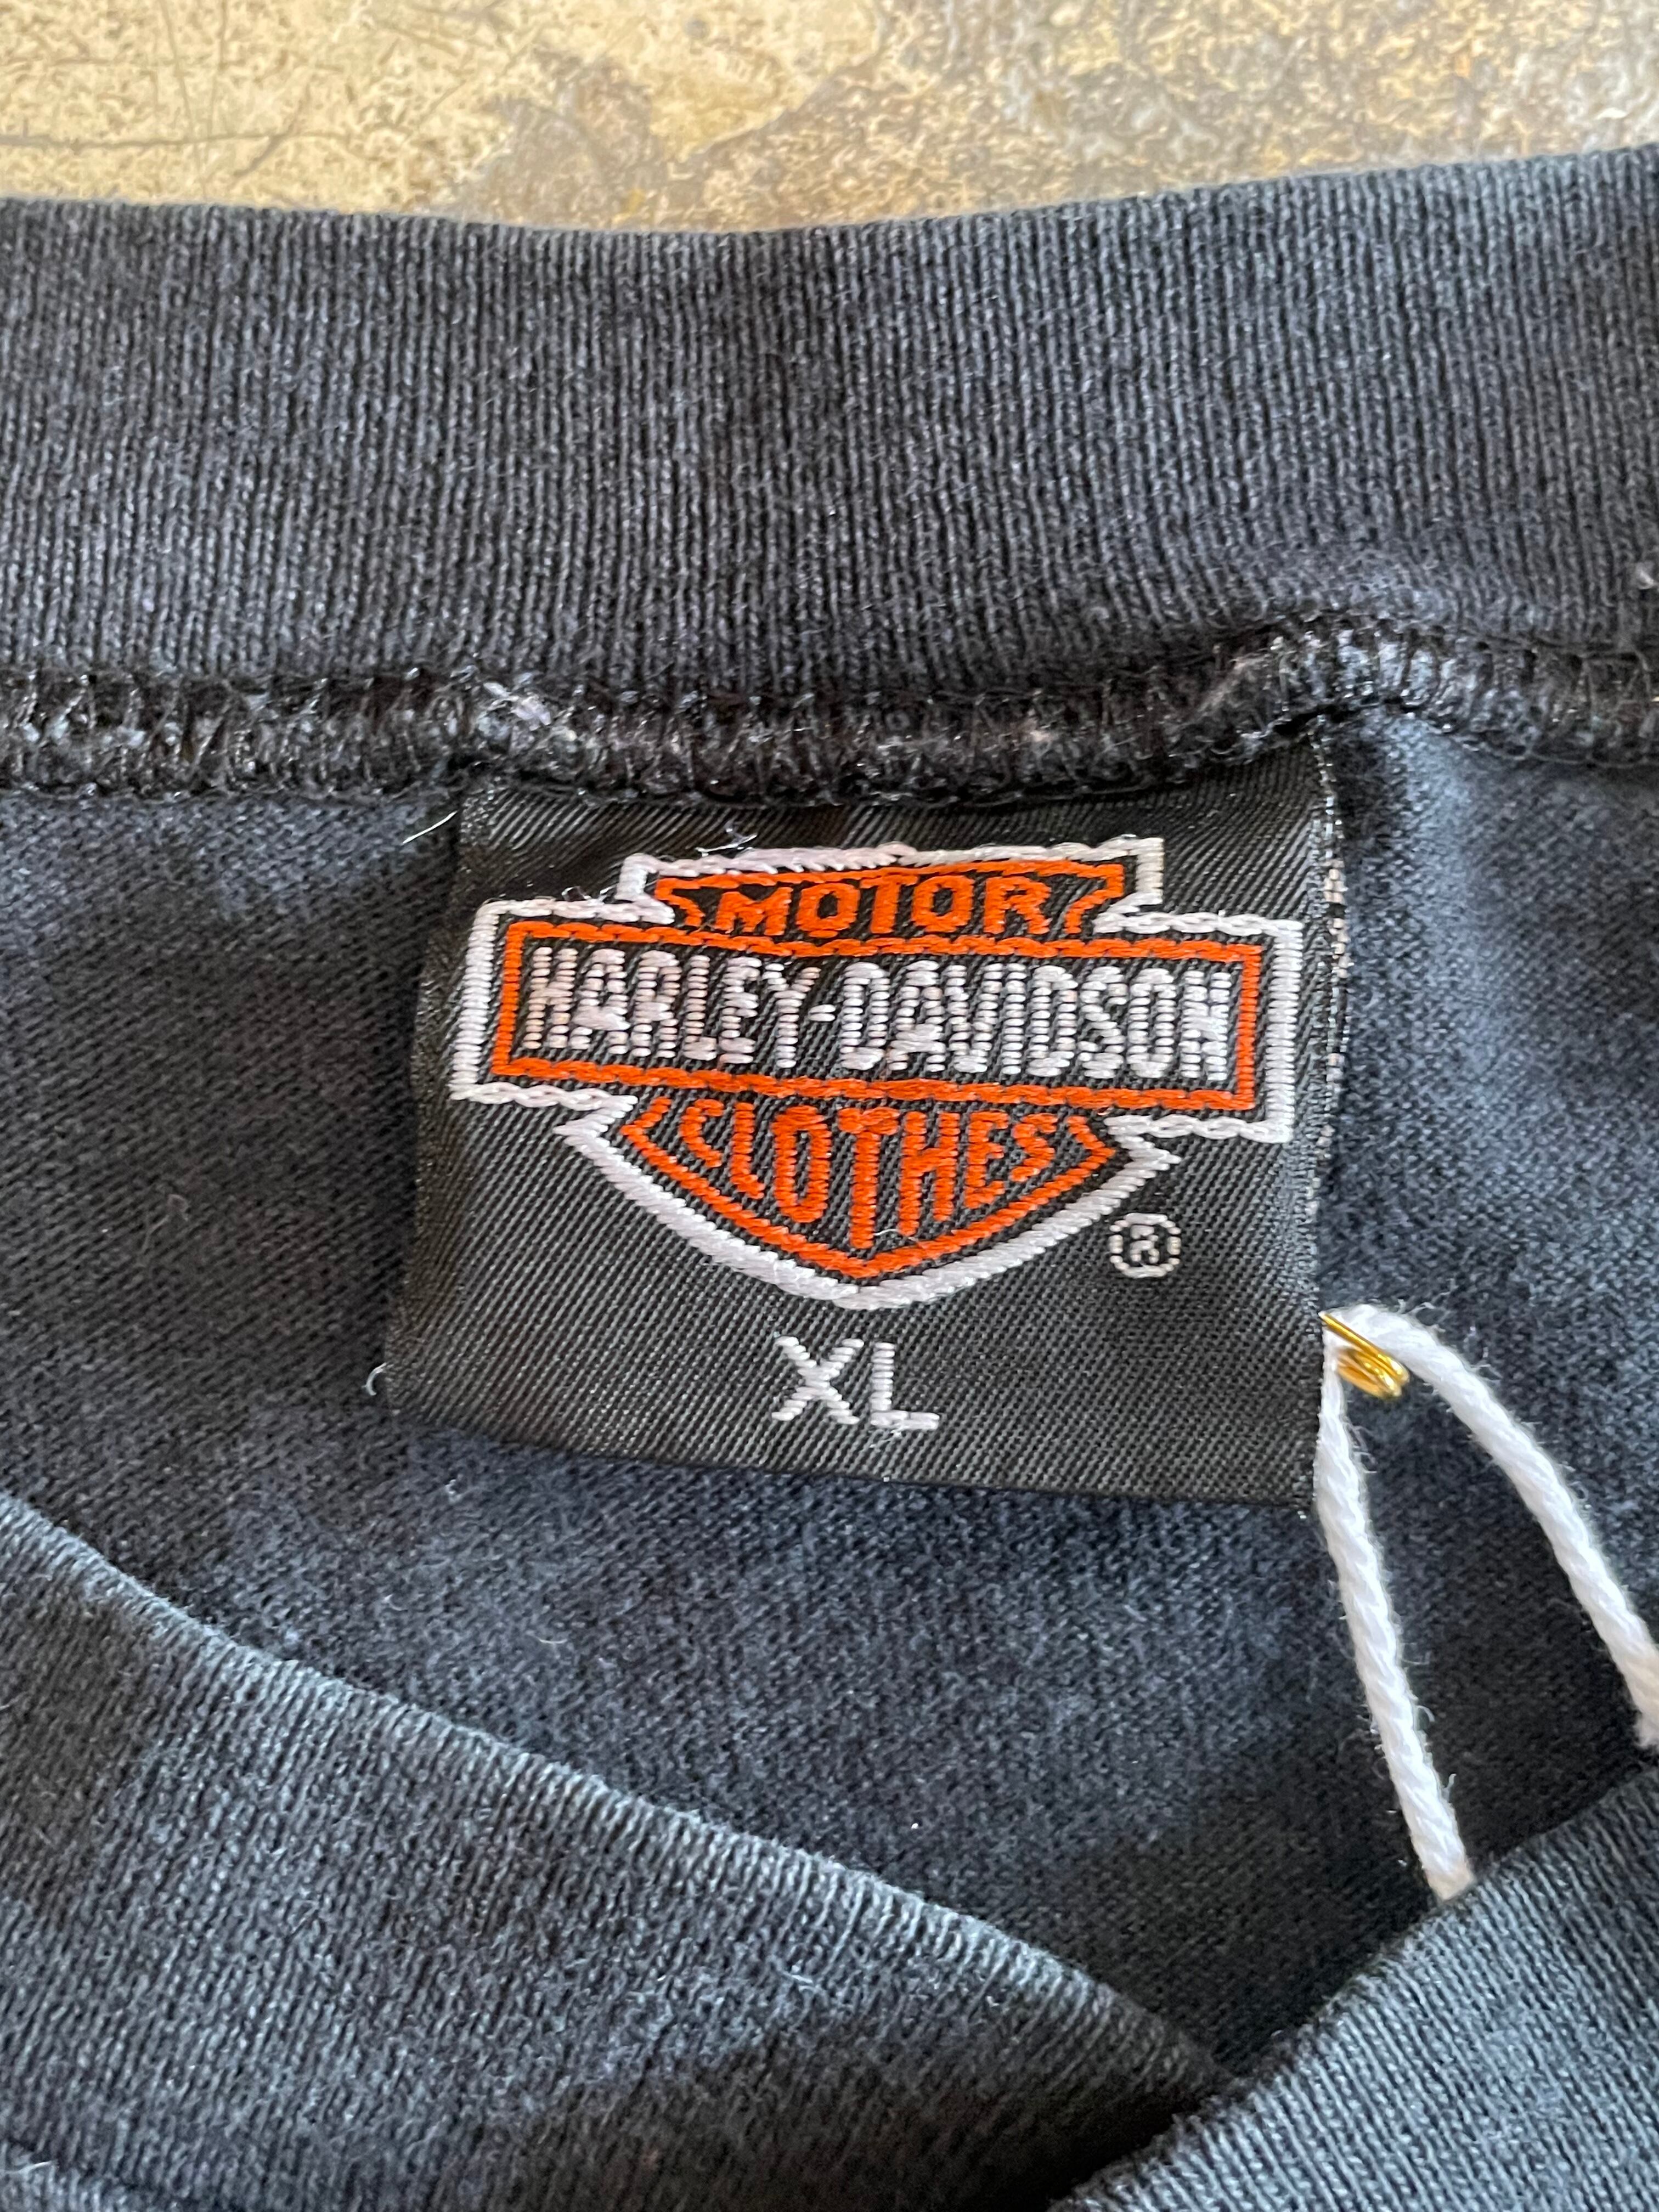 MOTOR
HARLEY-DAVIDSON
CLOTHES
®
XL